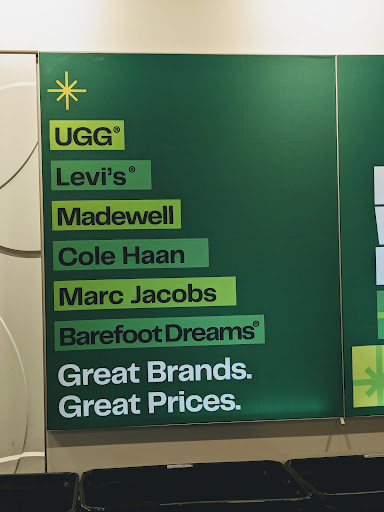 UGG®
Levi's®
Madewell
Cole Haan
Marc Jacobs
Barefoot Dreams®
Great Brands.
Great Prices.